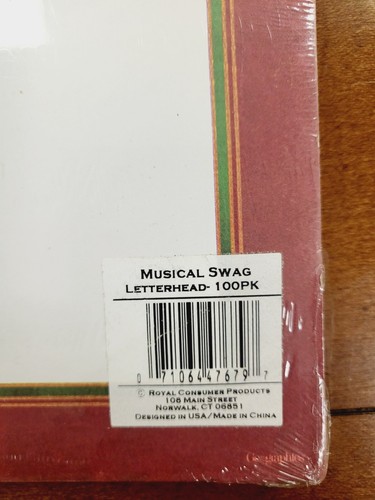 MUSICAL SWAG
LETTERHEAD- 100PK
0 71064 47679 7
© ROYAL CONSUMER PRODUCTS
108 MAIN STREET
NORWALK, CT 06851
DESIGNED IN USA/MADE IN CHINA
Geographics